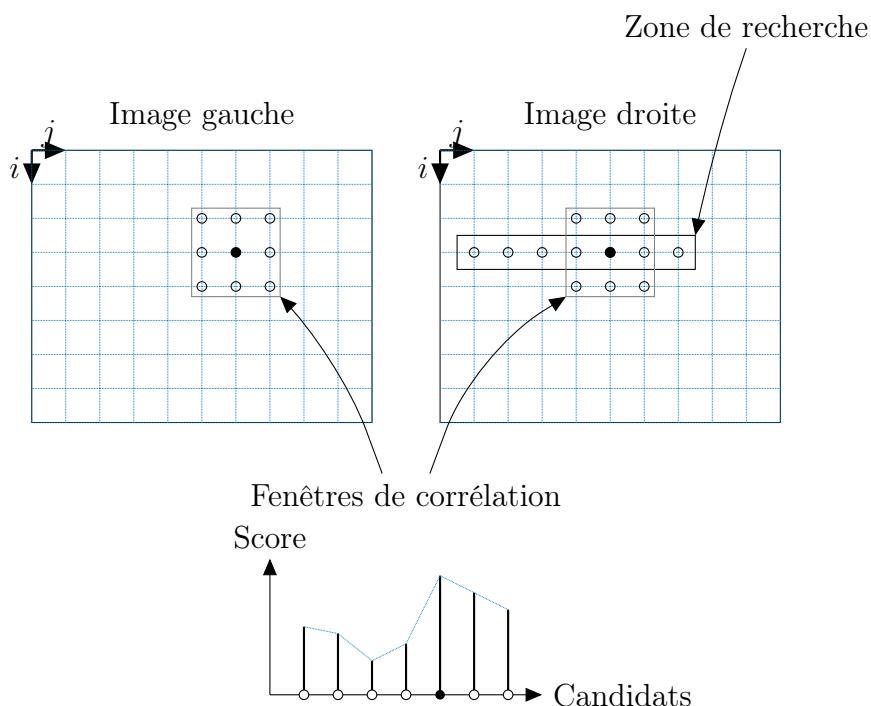 Zone de recherche
Image gauche
Image droite
j
i
j
i
Fenêtres de corrélation
Score
Candidats